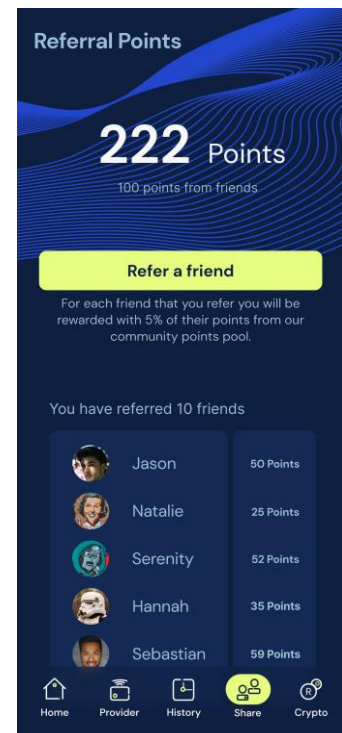 Referral Points
222 Points
100 points from friends
Refer a friend
For each friend that you refer you will be
rewarded with 5% of their points from our
community points pool.
You have referred 10 friends
Jason 50 Points
Natalie 25 Points
Serenity 52 Points
Hannah 35 Points
Sebastian 59 Points
Home Provider History Share Crypto